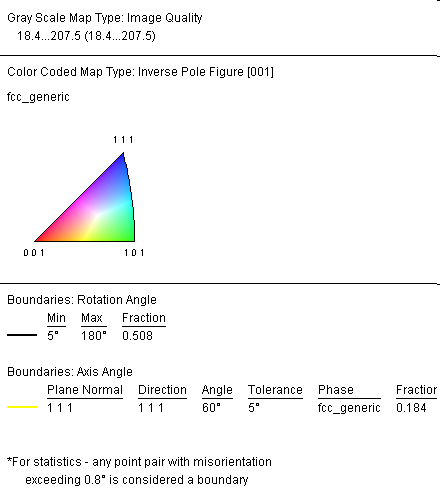 Gray Scale Map Type: Image Quality
18.4...207.5 (18.4...207.5)
Color Coded Map Type: Inverse Pole Figure [001]
fcc_generic
1 1 1
0 0 1
1 0 1
Boundaries: Rotation Angle
Min Max Fraction
5° 180° 0.508
Boundaries: Axis Angle
Plane Normal Direction Angle Tolerance Phase Fraction
1 1 1 1 1 1 60° 5° fcc_generic 0.184
*For statistics - any point pair with misorientation
exceeding 0.8° is considered a boundary